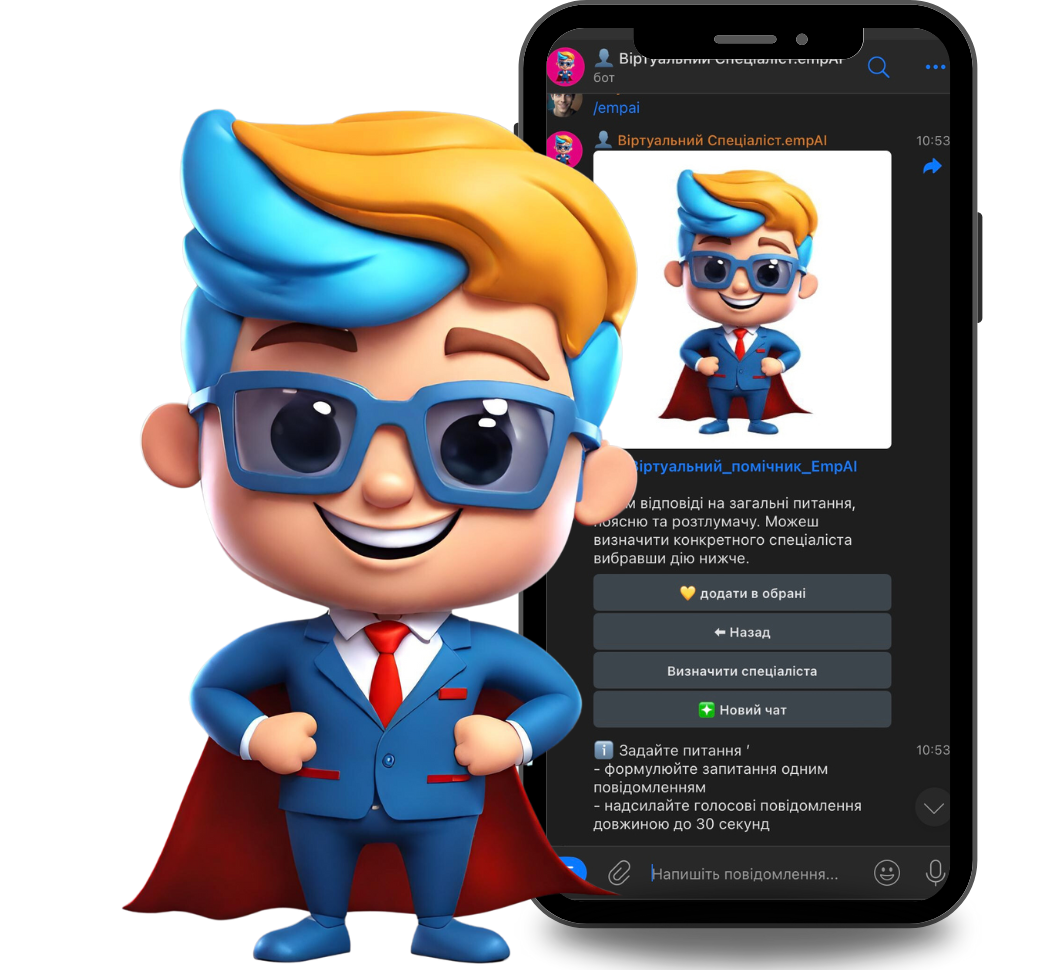 Віртуальний Спеціаліст.empAI
бот
/empai
Віртуальний Спеціаліст.empAI
10:53
Віртуальний_помічник_EmpAI
відповіді на загальні питання,
поясню та розтлумачу. Можеш
визначити конкретного спеціаліста
вибравши дію нижче.
💛 додати в обрані
⬅ Назад
Визначити спеціаліста
❇️ Новий чат
ℹ️ Задайте питання ʼ
10:53
- формулюйте запитання одним
повідомленням
- надсилайте голосові повідомлення
довжиною до 30 секунд
Напишіть повідомлення...